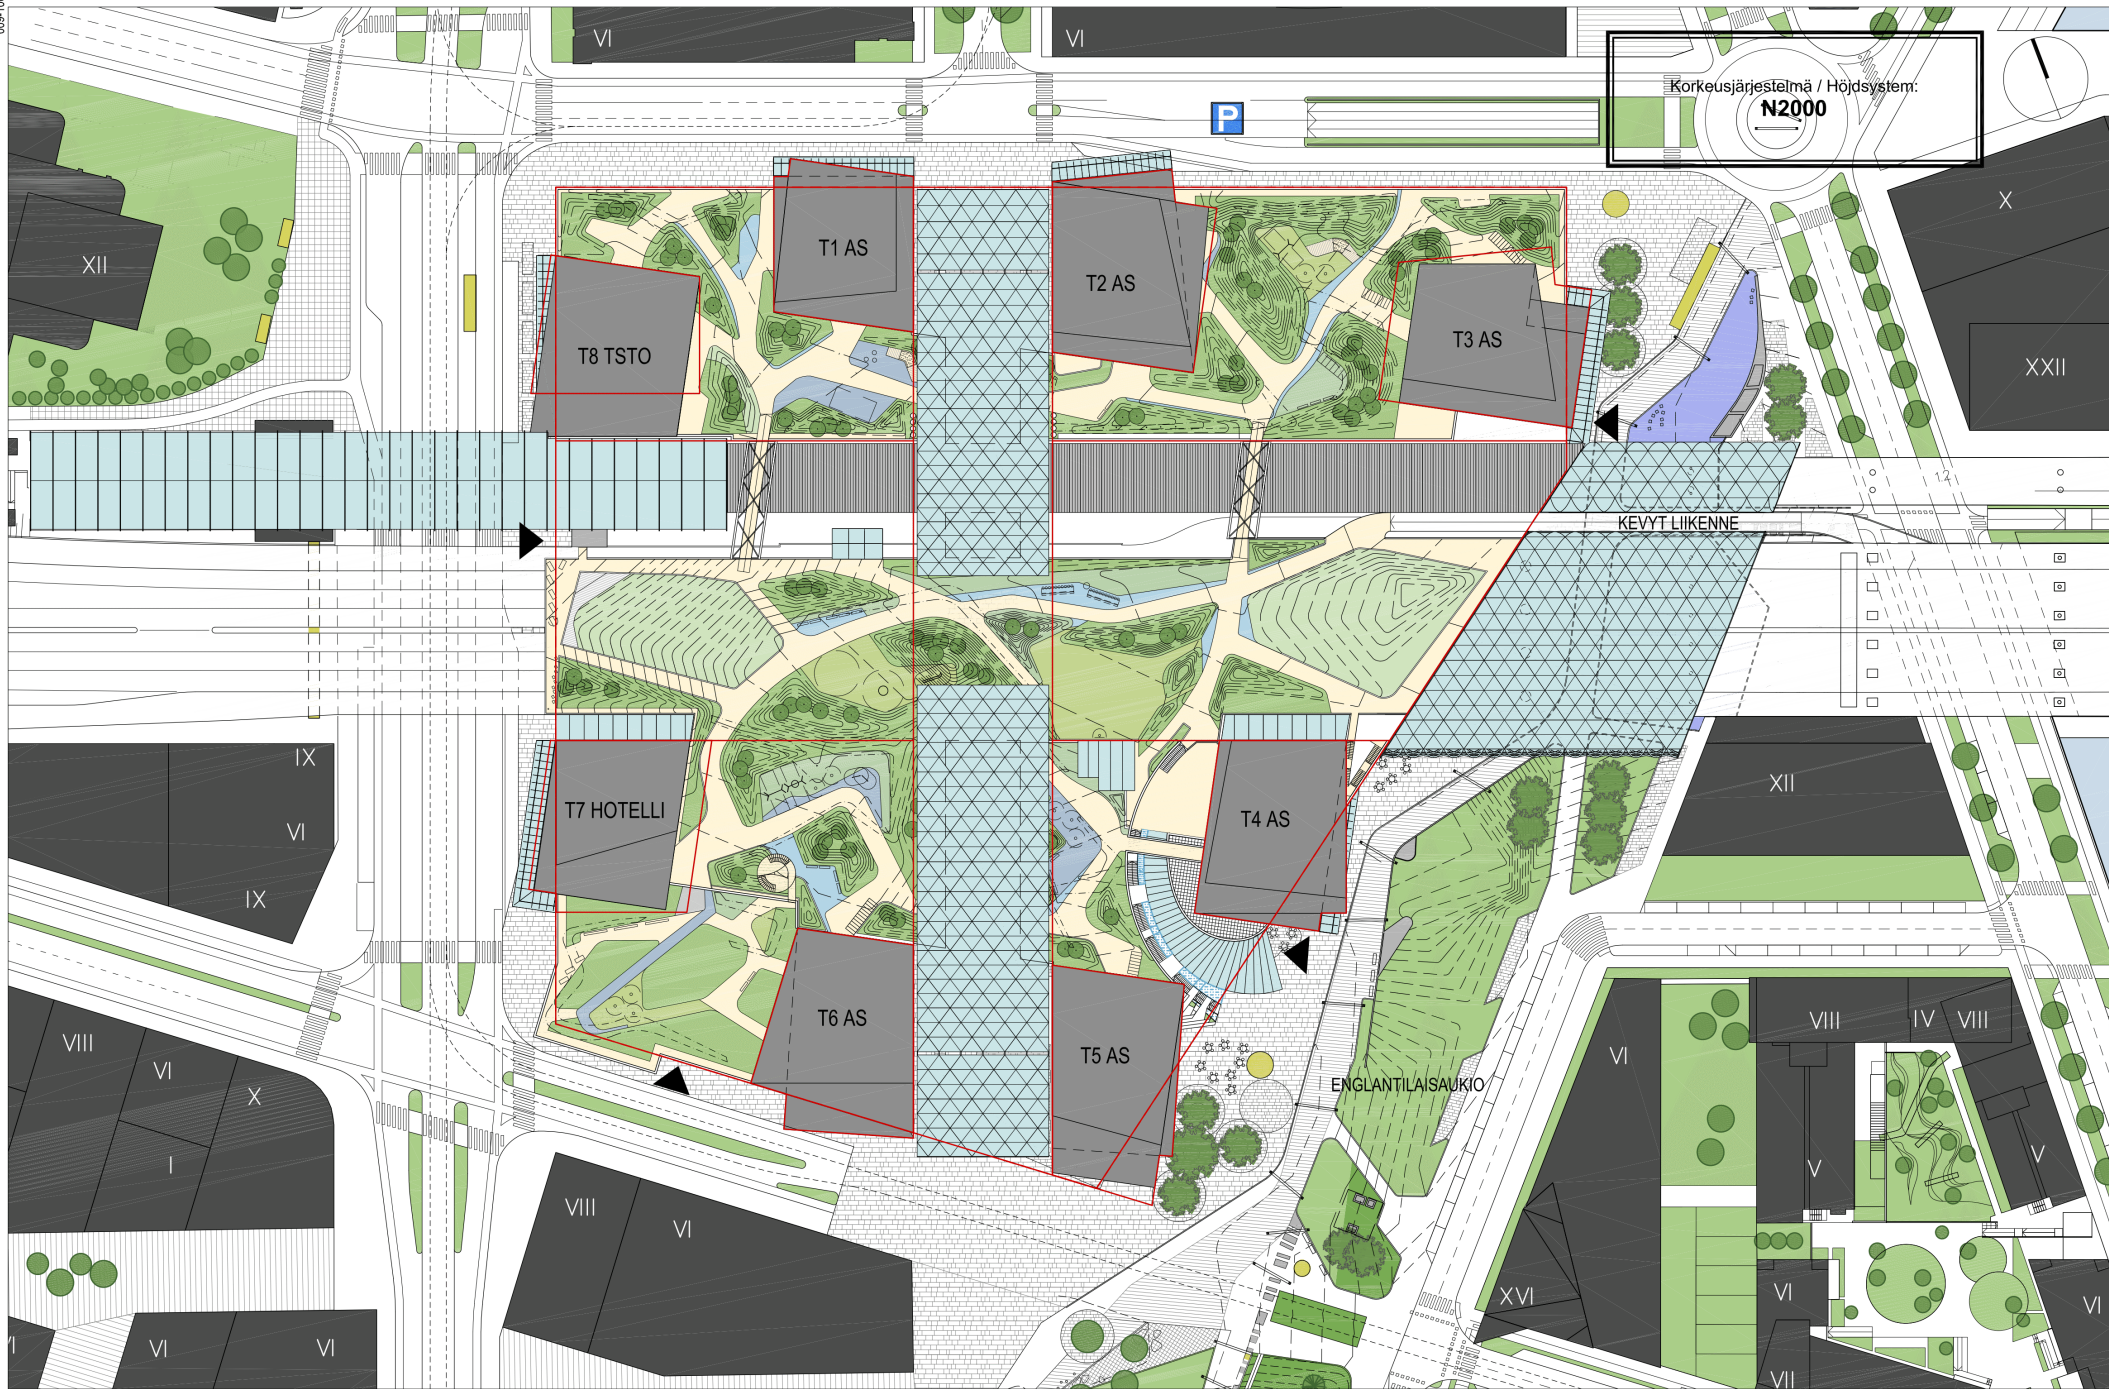 VI
VI
P
Korkeusjärjestelmä / Höjdsystem:
N2000
X
XII
T1 AS
T2 AS
T3 AS
T8 TSTO
XXII
12
KEVYT LIIKENNE
IX
VI
IX
T7 HOTELLI
T4 AS
XII
VIII
VI
X
I
T6 AS
T5 AS
ENGLANTILAISAUKIO
VI
VIII
IV
VIII
V
V
VIII
VI
XVI
VI
VI
VI
VI
VII